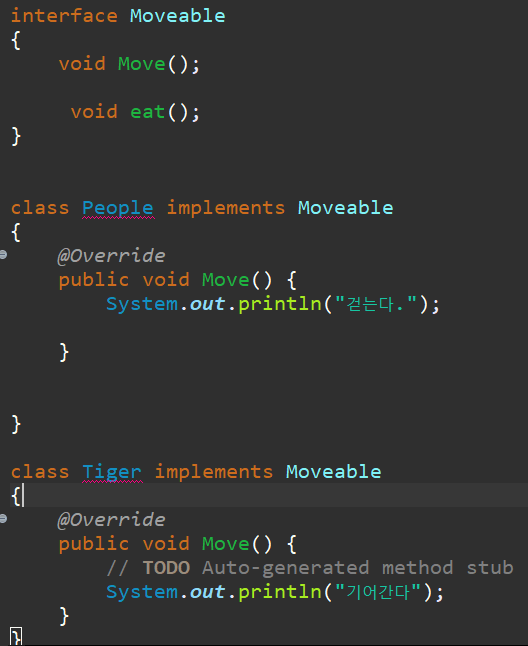 interface Moveable
{
void Move();
void eat();
}
class People implements Moveable
{
@Override
public void Move() {
System.out.println("걷는다.");
}
}
class Tiger implements Moveable
{
@Override
public void Move() {
// TODO Auto-generated method stub
System.out.println("기어간다");
}
}